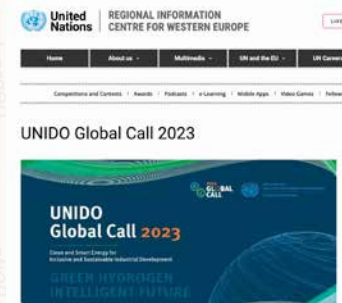 United
Nations
REGIONAL INFORMATION
CENTRE FOR WESTERN EUROPE
Home
About us
Multimedia
UN and the EU
UN Careers
Competitions and Contests | Awards | Podcasts | e-Learning | Mobile Apps | Video Games | Fellow
UNIDO Global Call 2023
GLOBAL
CALL
UNIDO
Global Call 2023
Clean and Smart Energy for
Inclusive and Sustainable Industrial Development
GREEN HYDROGEN
INTELLIGENT FUTURE